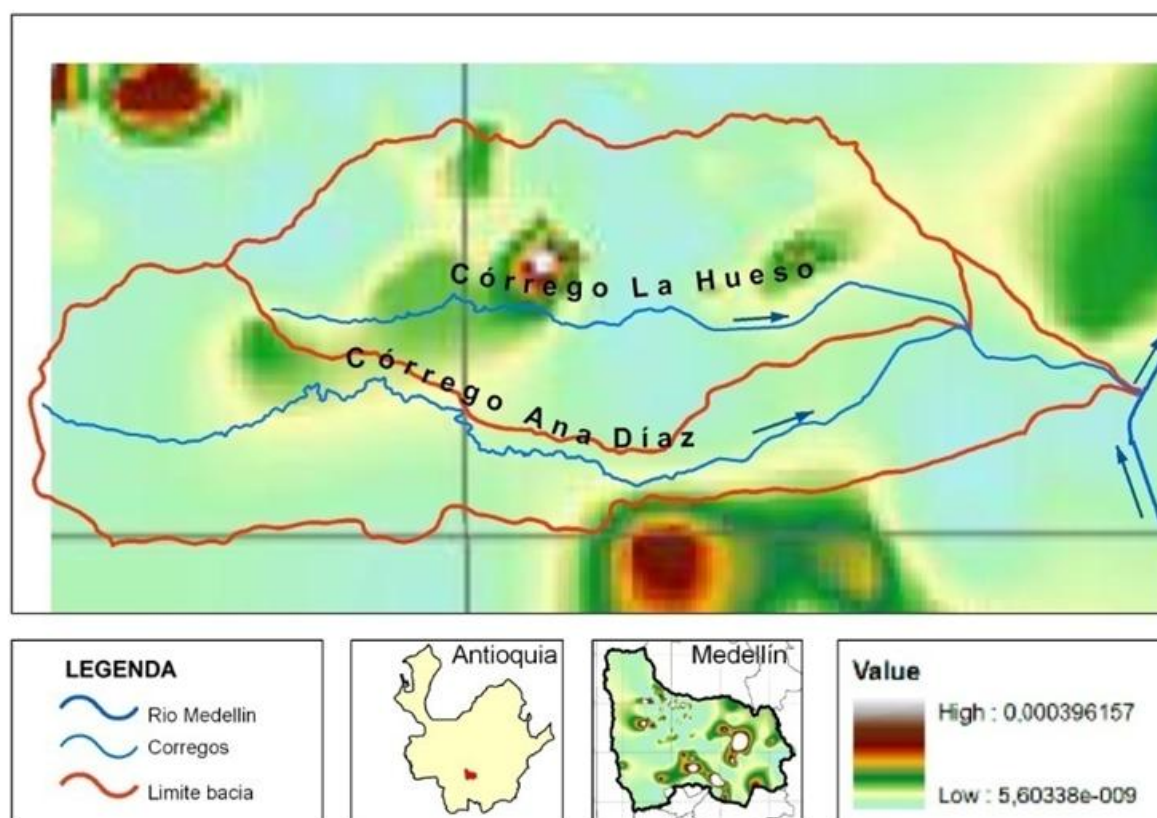 Córrego La Hueso
Córrego Ana Díaz
LEGENDA
Rio Medellin
Corregos
Limite bacia
Antioquia
Medellín
Value
High : 0,000396157
Low : 5,60338e-009